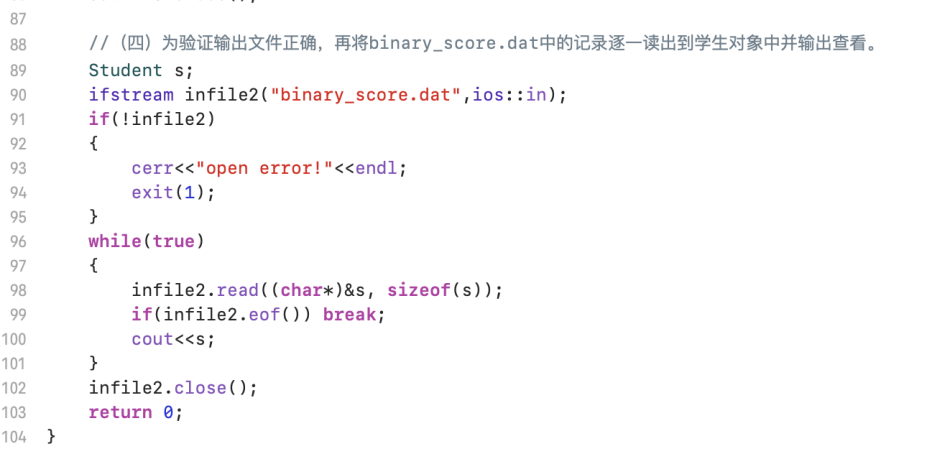 87
88 //（四）为验证输出文件正确，再将binary_score.dat中的记录逐一读出到学生对象中并输出查看。
89 Student s;
90 ifstream infile2("binary_score.dat",ios::in);
91 if(!infile2)
92 {
93 cerr<<"open error!"<<endl;
94 exit(1);
95 }
96 while(true)
97 {
98 infile2.read((char*)&s, sizeof(s));
99 if(infile2.eof()) break;
100 cout<<s;
101 }
102 infile2.close();
103 return 0;
104 }